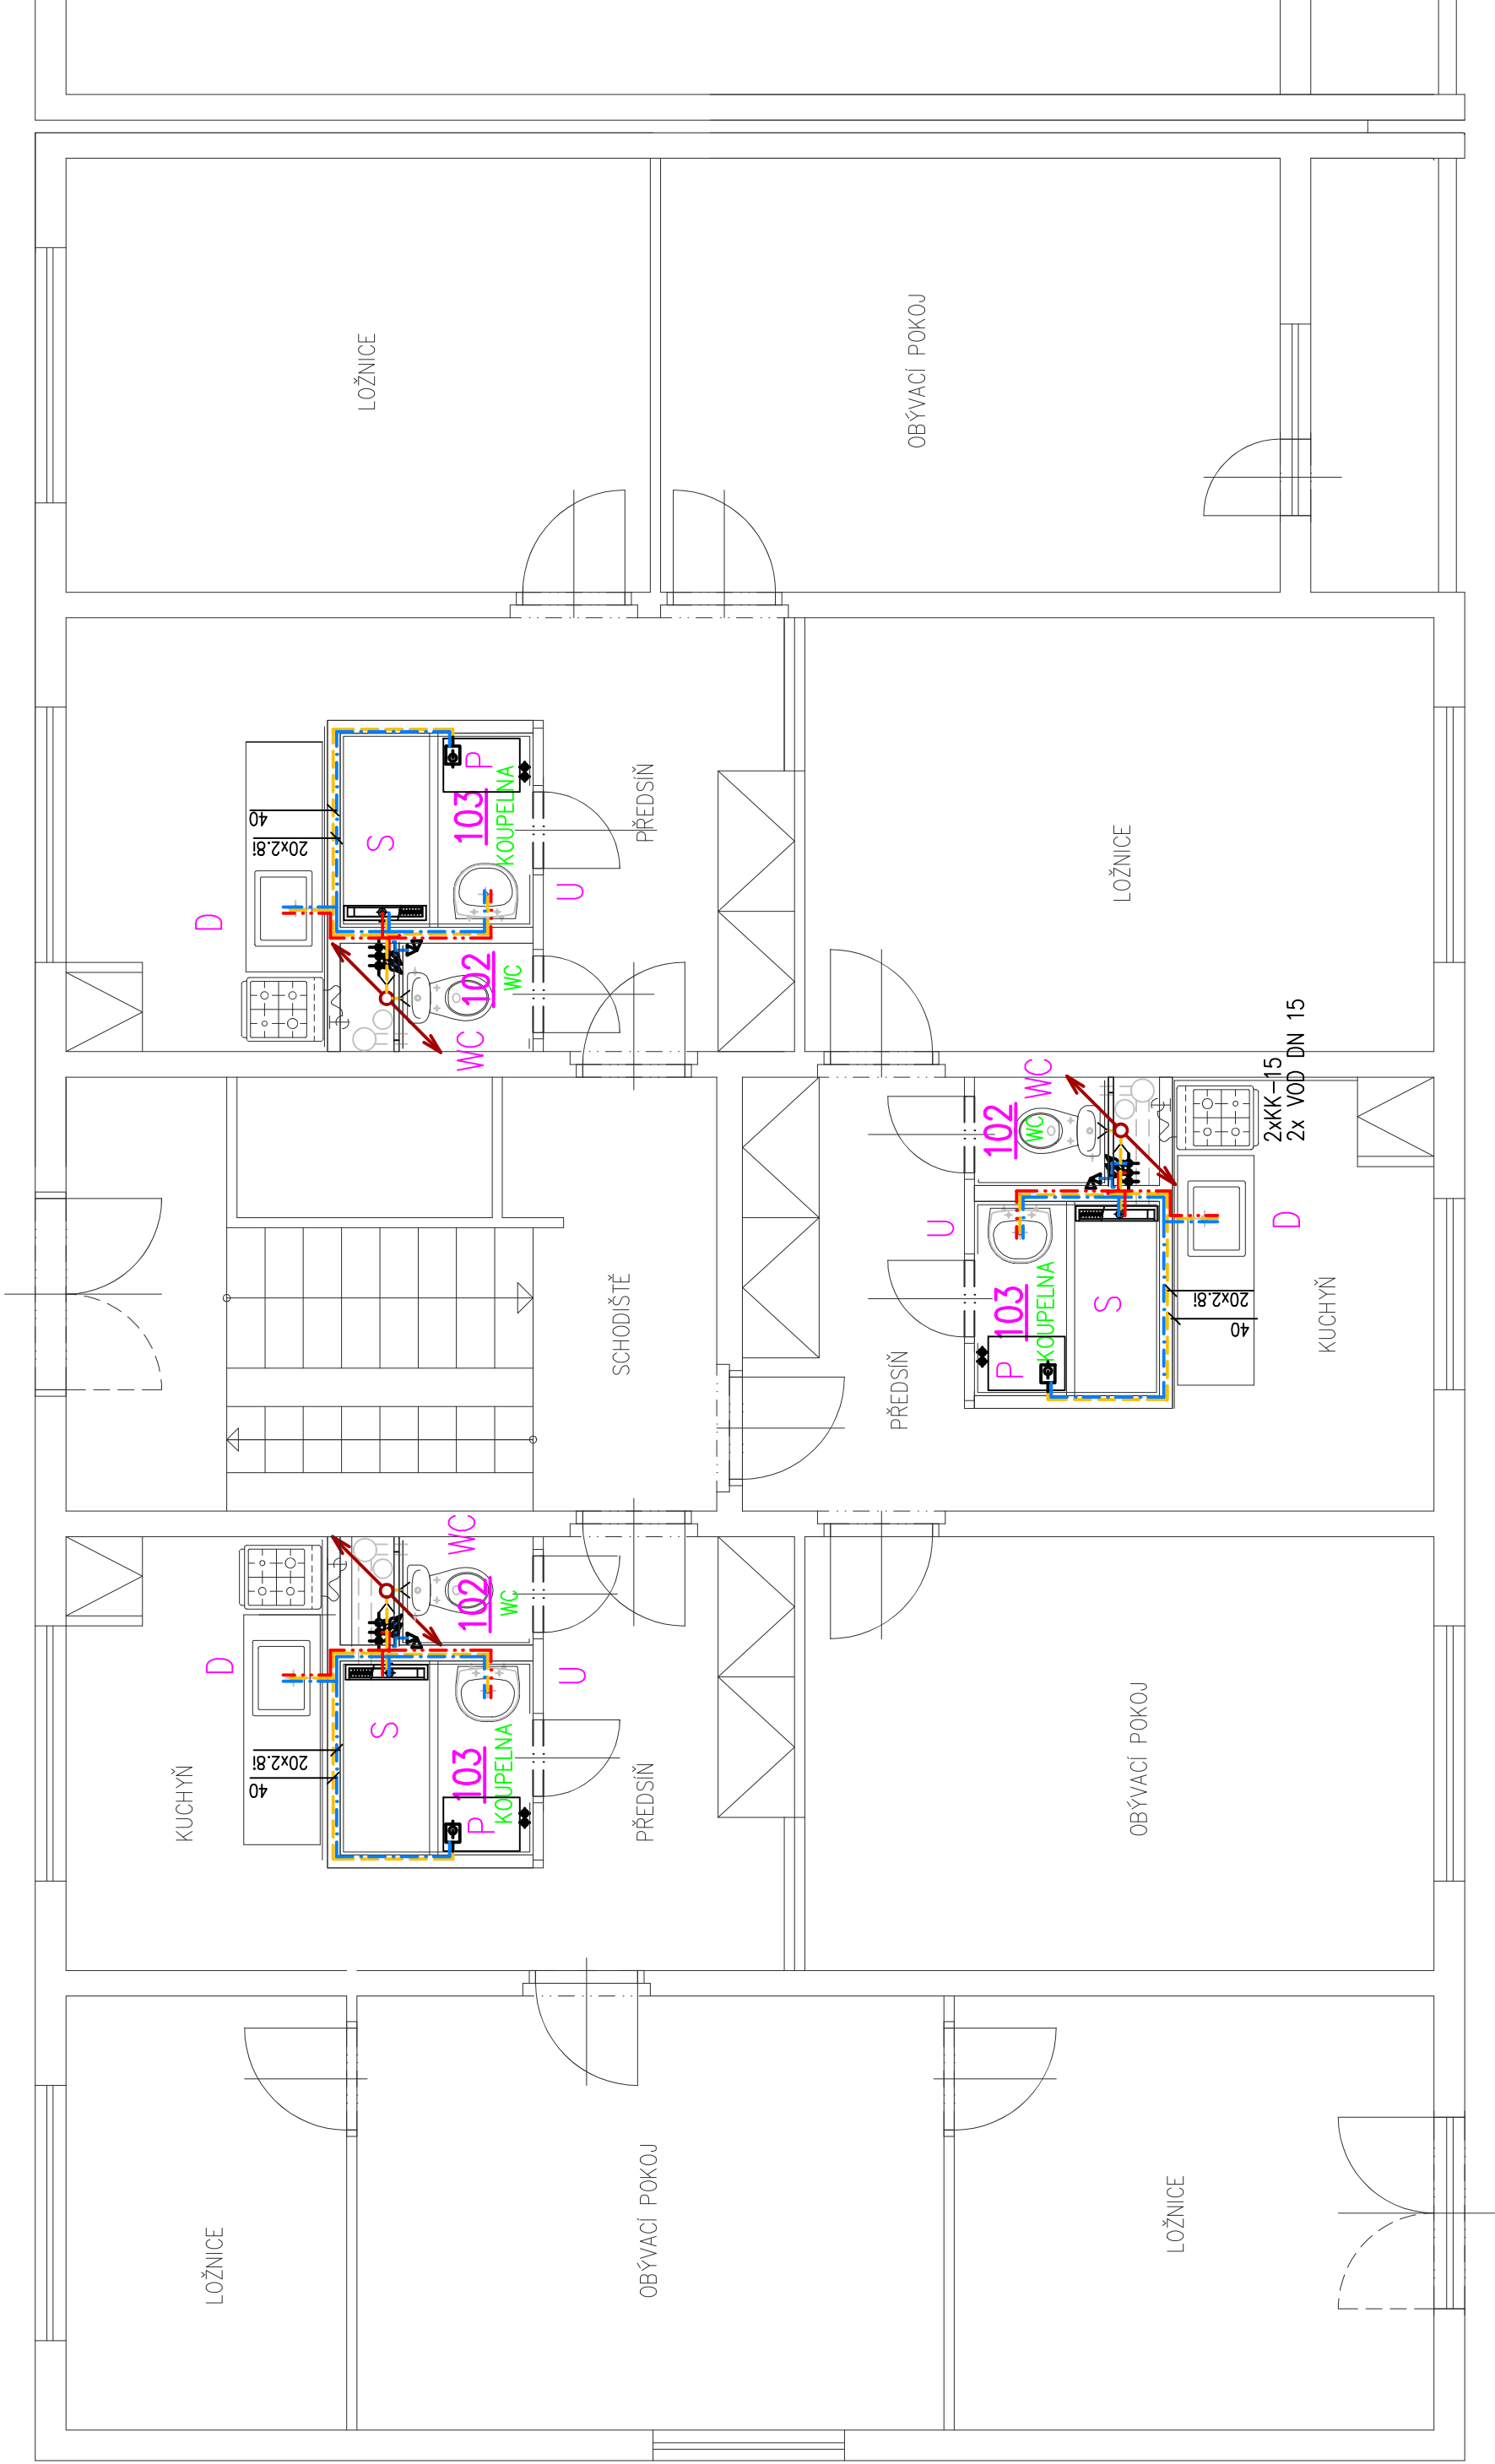 LOŽNICE
OBÝVACÍ POKOJ
40
20x2.8i
S
P
103
KOUPELNA
PŘEDSÍŇ
D
U
102
WC
WC
LOŽNICE
2xKK-15
2x VOD DN 15
WC
102
WC
U
D
103
KOUPELNA
S
P
20x2.8i
40
KUCHYŇ
PŘEDSÍŇ
SCHODIŠTĚ
WC
102
WC
D
U
S
103
KOUPELNA
P
20x2.8i
40
KUCHYŇ
PŘEDSÍŇ
OBÝVACÍ POKOJ
LOŽNICE
OBÝVACÍ POKOJ
LOŽNICE